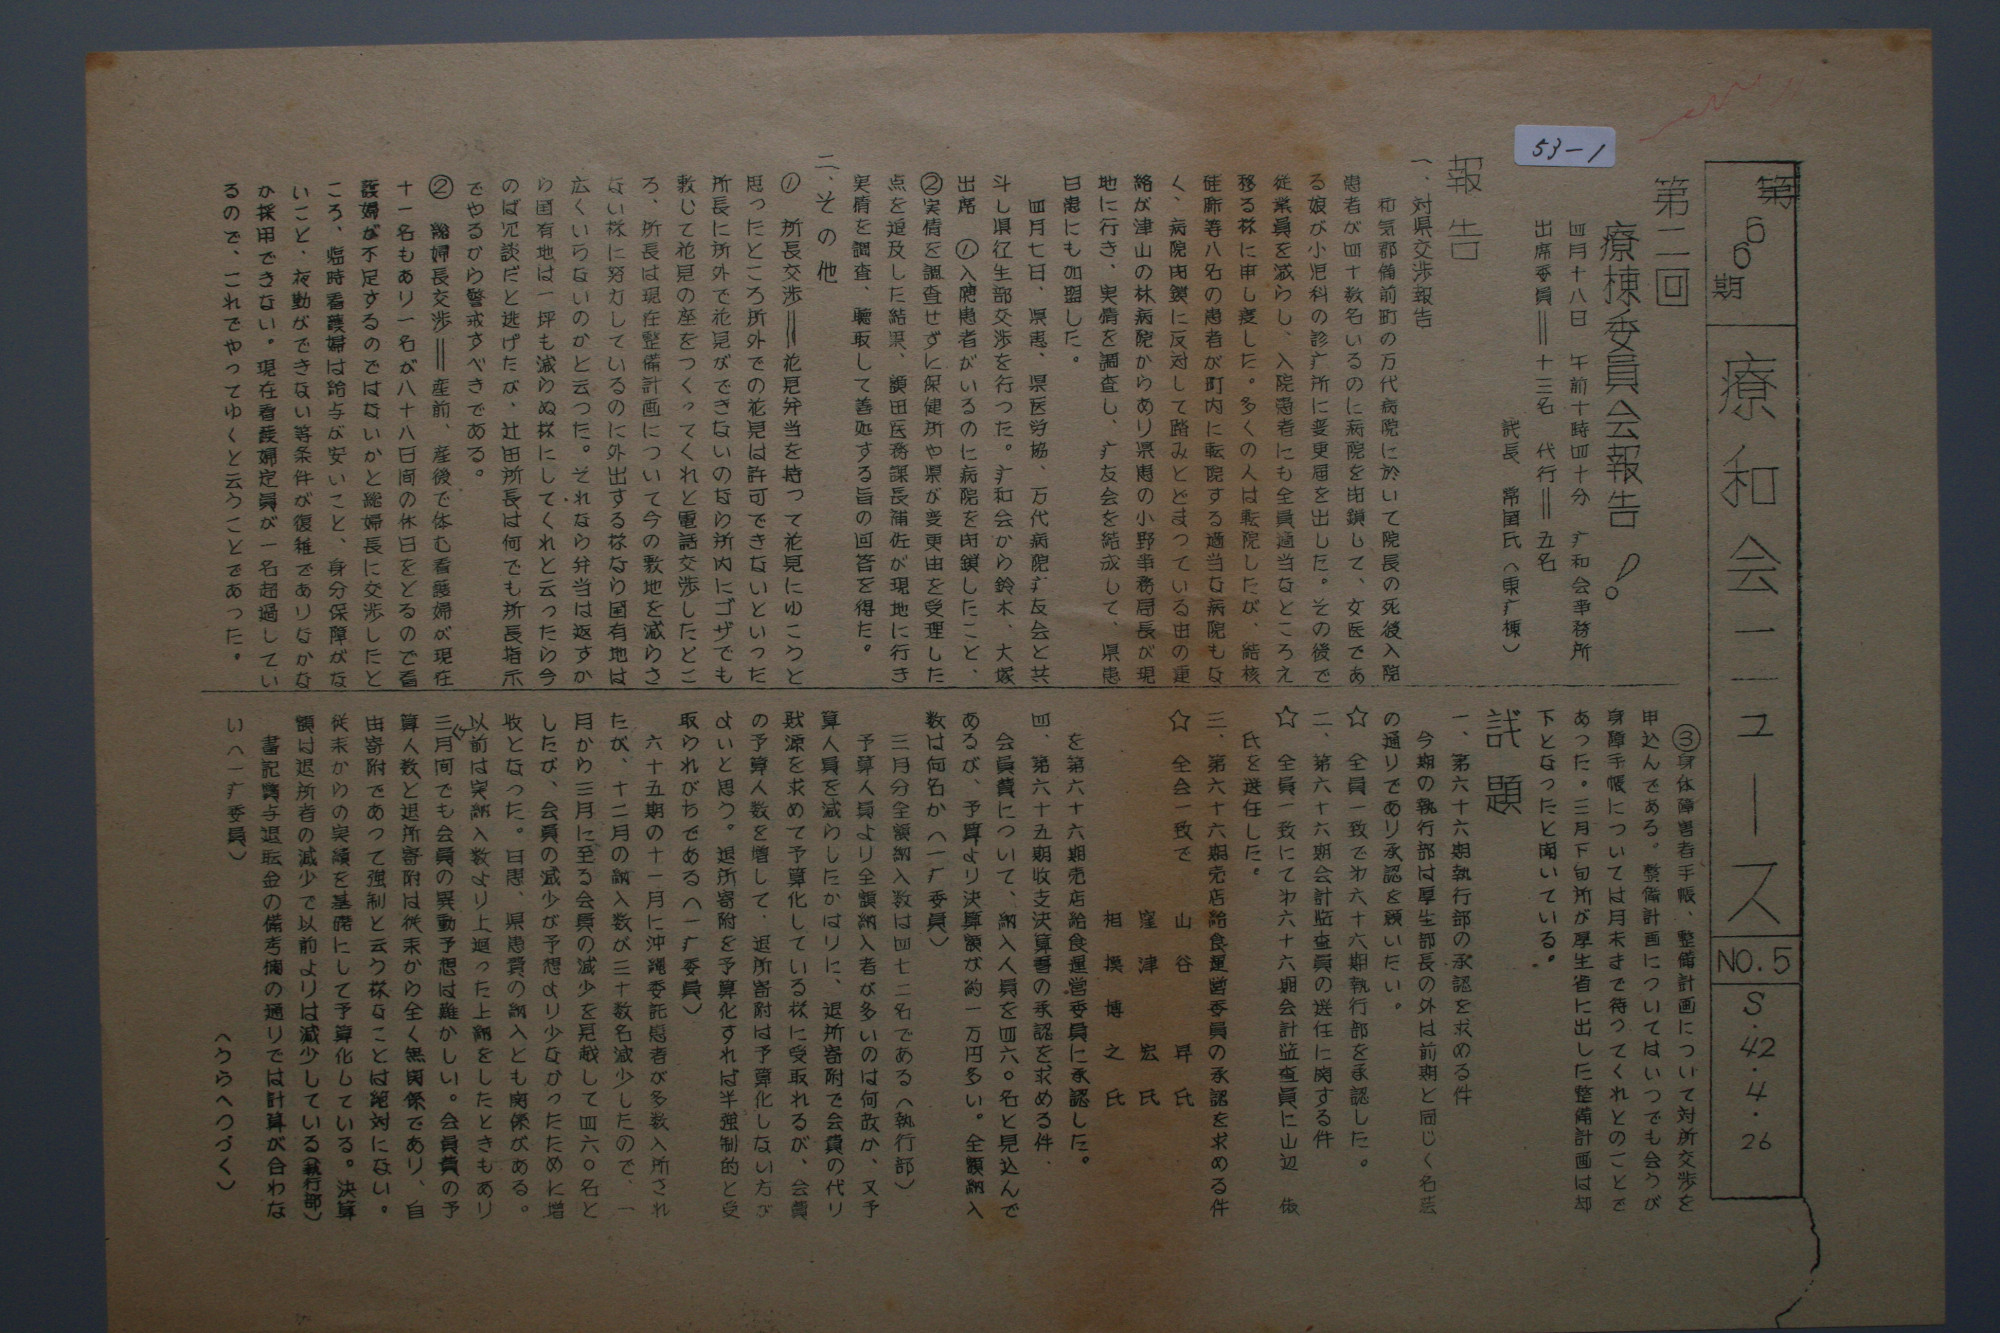 53-1
第66期
療和会ニュース
NO.5
S.42.4.26
第二回
療棟委員会報告!
四月十八日 午前十時四十分 疒和会事務所
出席委員=十三名 代行=五名
議長 常国氏(東疒棟)
報告
一、対県交渉報告
和気郡備前町の万代病院に於いて院長の死後入院
患者が四十数名いるのに病院を閉鎖して、女医であ
る娘が小児科の診疒所に変更届を出した。その後で
従業員を減らし、入院患者にも全員適当なところえ
移る様に申し渡した。多くの人は転院したが、結核
硅肺等八名の患者が町内に転院する適当な病院もな
く、病院閉鎖に反対して踏みとどまっている由の連
絡が津山の林病院からあり県患の小野事務局長が現
地に行き、実情を調査し、疒友会を結成して、県患
日患にも加盟した。
四月七日、県患、県医労協、万代病院疒友会と共
斗し県衛生部交渉を行つた。疒和会から鈴木、大塚
出席 ①入院患者がいるのに病院を閉鎖したこと、
②実情を調査せずに保健所や県が変更由を受理した
点を追及した結果、額田医務課長補佐が現地に行き
実情を調査、聴取して善処する旨の回答を得た。
二、その他
① 所長交渉=花見弁当を持って花見にゆこうと
思ったところ所外での花見は許可できないといった
所長に所外で花見ができないのなら所内にゴザでも
敷して花見の座をつくってくれと電話交渉したとこ
ろ、所長は現在整備計画について今の敷地を減らさ
ない様に努力しているのに外出する様なら国有地は
広くいらないのかと云った。それなら弁当は返すか
ら国有地は一坪も減らぬ様にしてくれと云ったら今
のは冗談だと逃げたが、辻田所長は何でも所長指示
でやるから警戒すべきである。
② 総婦長交渉=産前、産後で休む看護婦が現在
十一名もあり一名が八十八日間の休日をとるので看
護婦が不足するのではないかと総婦長に交渉したと
ころ、臨時看護婦は給与が安いこと、身分保障がな
いこと、夜勤ができない等条件が復雑でありなかな
か採用できない。現在看護婦定員が一名超過してい
るので、これでやってゆくと云うことであった。
③身体障害者手帳、整備計画について対所交渉を
申込んである。整備計画についてはいつでも会うが
身障手帳については月末まで待つてくれとのことで
あった。三月下旬所が厚生省に出した整備計画は却
下となつたと聞いている。
議題
一、第六十六期執行部の承認を求める件
今期の執行部は厚生部長の外は前期と同じく名簿
の通りであり承認を願いたい。
☆ 全員一致で㐧六十六期執行部を承認した。
二、第六十六期会計監査員の選任に関する件
☆ 全員一致にて㐧六十六期会計監査員に山辺 俶
氏を選任した。
三、第六十六期売店給食運営委員の承認を求める件
☆ 全会一致で 山谷 昇氏
窪津 宏氏
相撲博之氏
を第六十六期売店給食運営委員に承認した。
四、第六十五期収支決算書の承認を求める件.
会員費について、納入人員を四六〇名と見込んで
あるが、予算より決算額が約一万円多い。全額納入
数は何名か(一疒委員)
三月分全額納入数は四七二名である(執行部)
予算人員より全額納入者が多いのは何故か、又予
算人員を減らしたかはりに、退所寄附で会費の代り
財源を求めて予算化している様に受取れるが、会費
の予算人数を増して、退所寄附は予算化しない方が
よいと思う。退所寄附を予算化すれば半強制的と受
取られがちである(一疒委員)
六十五期の十一月に沖縄委託患者が多数入所され
たが、十二月の納入数が三十数名減少したので、一
月から三月に至る会員の減少を見越して四六〇名と
したが、会員の減少が予想より少なかったために増
収となった。日患、県患費の納入とも関係がある。
以前は実納入数より上廻った上納をしたときもあり
三ヶ月間でも会員の異動予想は難かしい。会員費の予
算人数と退所寄附は従来から全く無関係であり、自
由寄附であって強制と云う様なことは絶対にない。
従来からの実績を基礎にして予算化している。決算
額は退所者の減少で以前よりは減少している(執行部)
書記貸与退転金の備考欄の通りでは計算が合わな
い(一疒委員)
(うらへつづく)